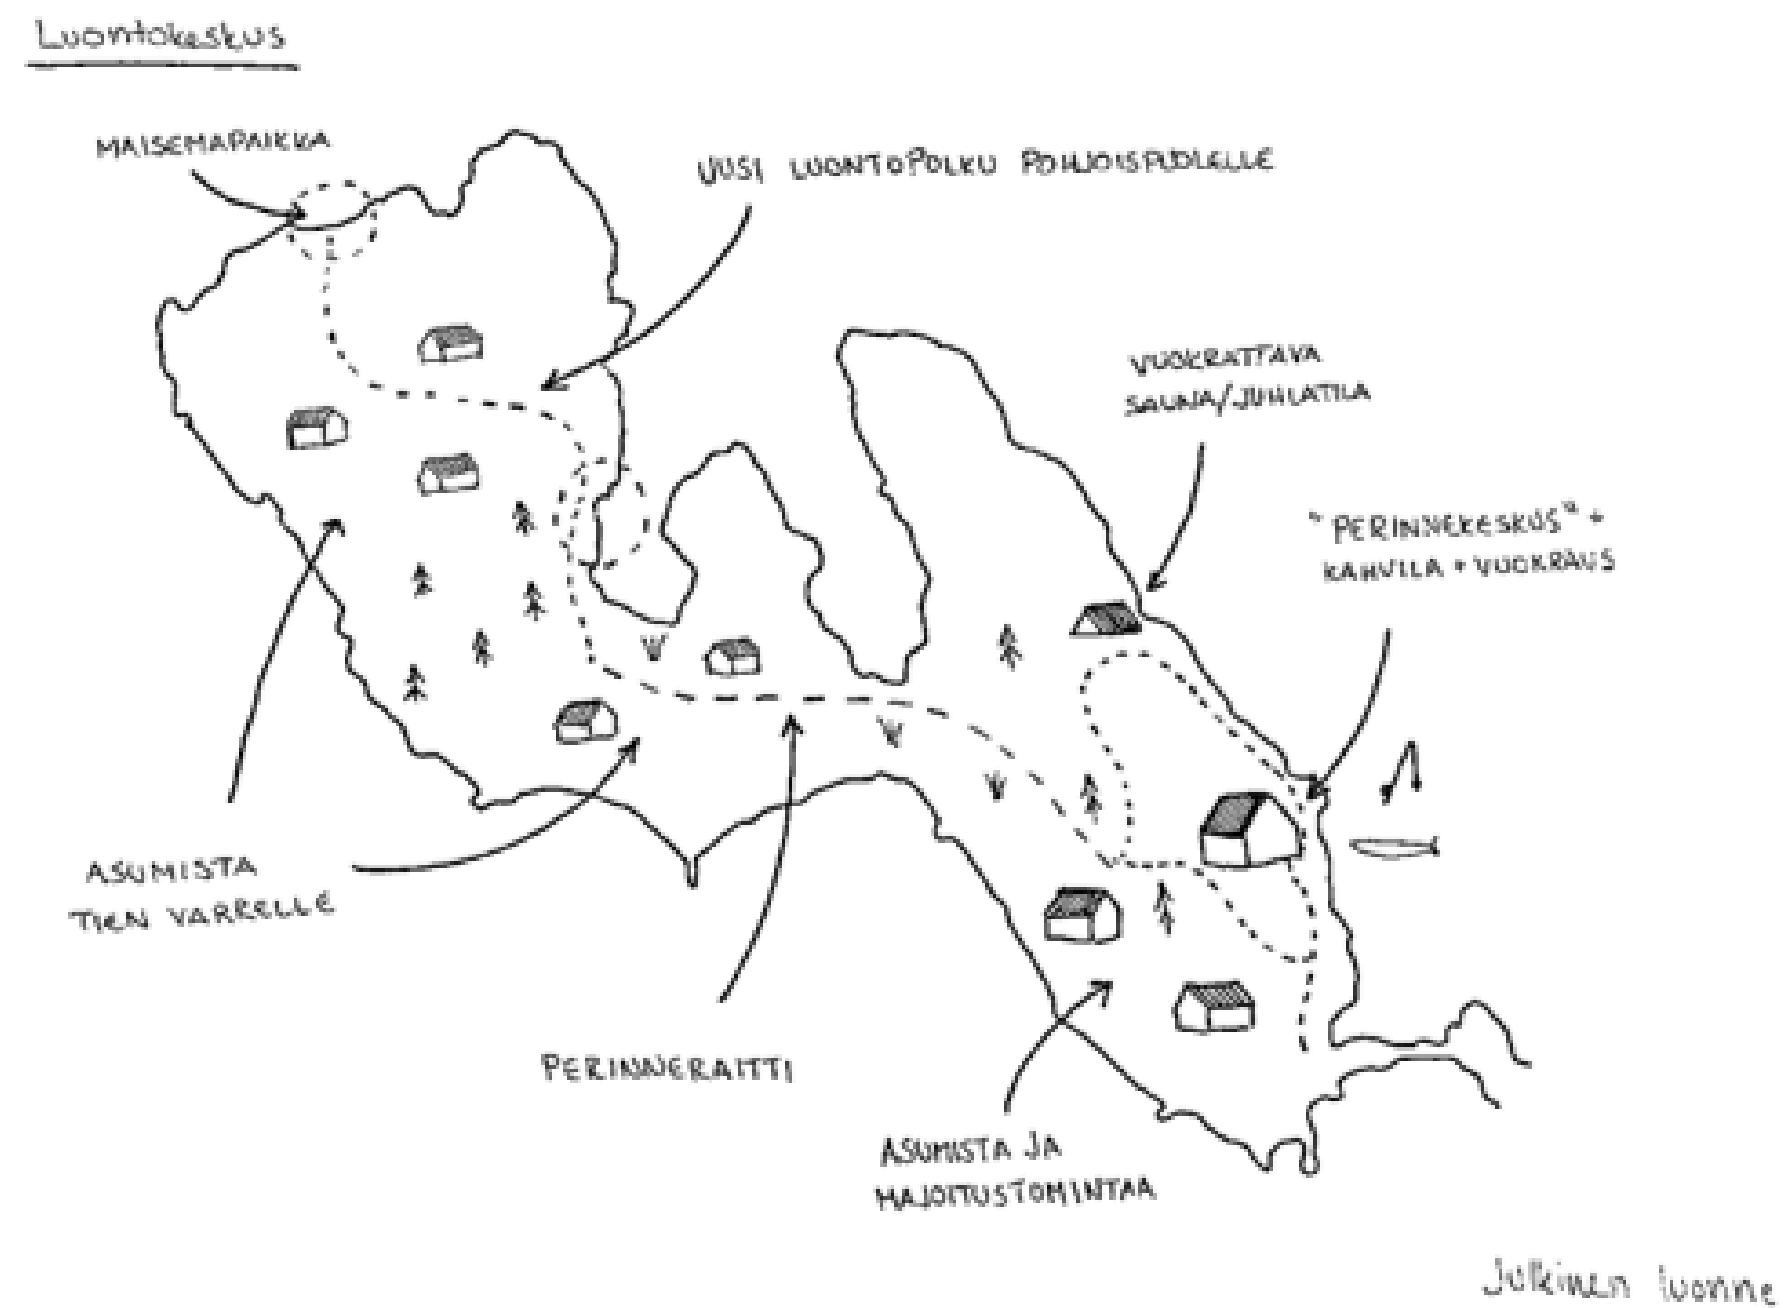 Luontokeskus
MAISEMAPAIKKA
UUSI LUONTOPOLKU POHJOISPUOLELLE
VUOKRATTAVA
SAUNA/JUHLATILA
"PERINNEKESKUS" +
KAHVILA + VUOKRAUS
ASUMISTA
TIEN VARRELLE
PERINNERAITTI
ASUMISTA JA
MAJOITUSTOMINTAA
Julkinen luonne